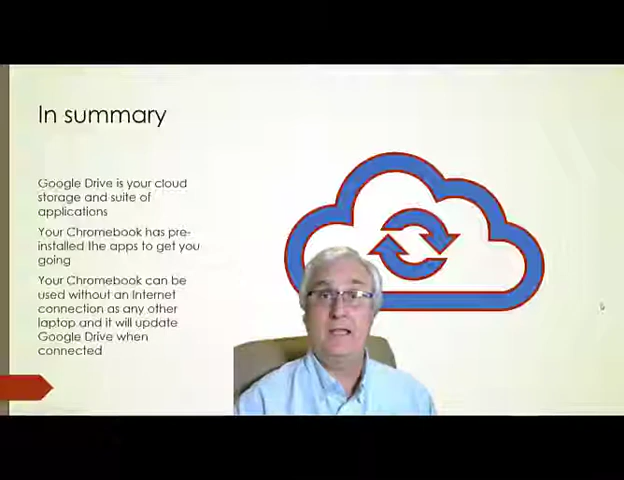 In summary
Google Drive is your cloud
storage and suite of
applications
Your Chromebook has pre-
installed the apps to get you
going
Your Chromebook can be
used without an Internet
connection as any other
laptop and it will update
Google Drive when
connected